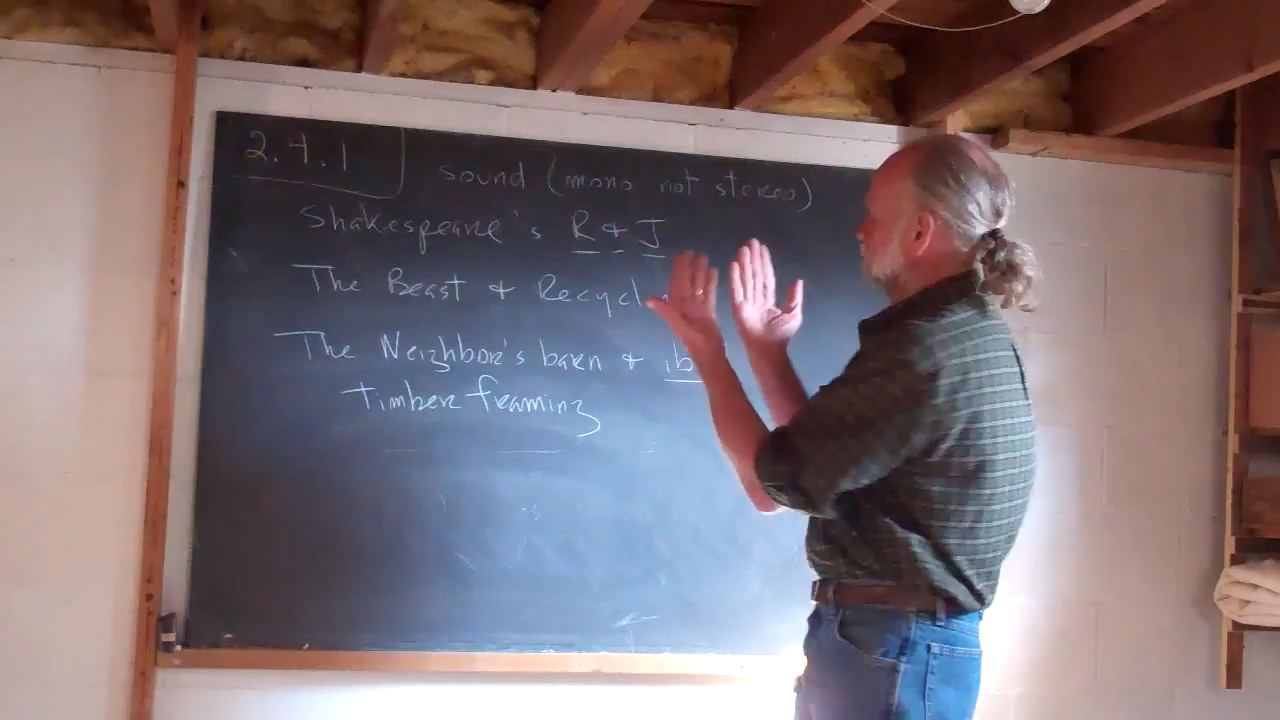 2.4.1 sound (mono not stereo)
Shakespeare's R & J
The Beast & Recycl
The Neighbor's barn & ib
timber framing